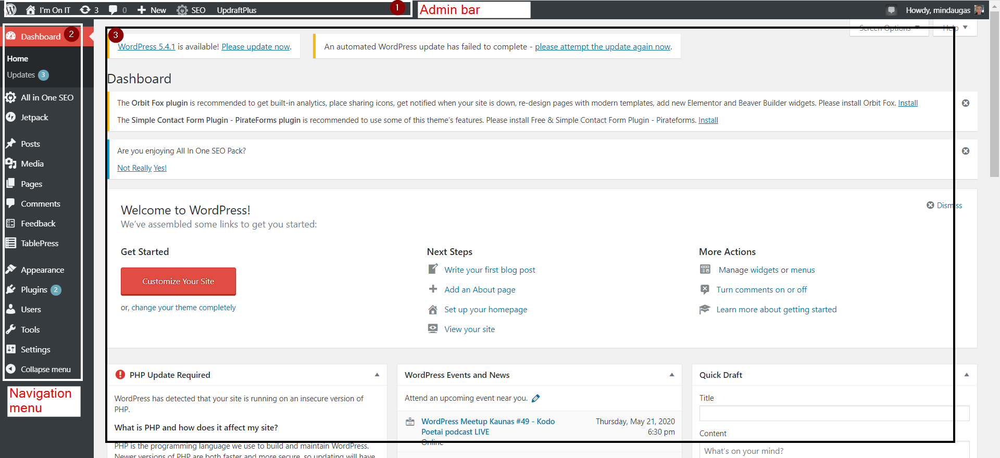 I'm On IT 3 0 New SEO UpdraftPlus 1 Admin bar Howdy, mindaugas
Screen Options Help
Dashboard 2
Home
Updates 3
All in One SEO
Jetpack
Posts
Media
Pages
Comments
Feedback
TablePress
Appearance
Plugins 2
Users
Tools
Settings
Collapse menu
Navigation
menu
3
WordPress 5.4.1 is available! Please update now.
An automated WordPress update has failed to complete - please attempt the update again now.
Dashboard
The Orbit Fox plugin is recommended to get built-in analytics, place sharing icons, get notified when your site is down, re-design pages with modern templates, add new Elementor and Beaver Builder widgets. Please install Orbit Fox. Install
The Simple Contact Form Plugin - PirateForms plugin is recommended to use some of this theme's features. Please install Free & Simple Contact Form Plugin - Pirateforms. Install
Are you enjoying All In One SEO Pack?
Not Really Yes!
Welcome to WordPress!
Dismiss
We've assembled some links to get you started:
Get Started
Customize Your Site
or, change your theme completely
Next Steps
Write your first blog post
Add an About page
Set up your homepage
View your site
More Actions
Manage widgets or menus
Turn comments on or off
Learn more about getting started
PHP Update Required
WordPress has detected that your site is running on an insecure version of
PHP.
What is PHP and how does it affect my site?
PHP is the programming language we use to build and maintain WordPress.
Newer versions of PHP are both faster and more secure, so updating will have
WordPress Events and News
Attend an upcoming event near you.
WordPress Meetup Kaunas #49 - Kodo
Poetai podcast LIVE
Online
Thursday, May 21, 2020
6:30 pm
Quick Draft
Title
Content
What's on your mind?